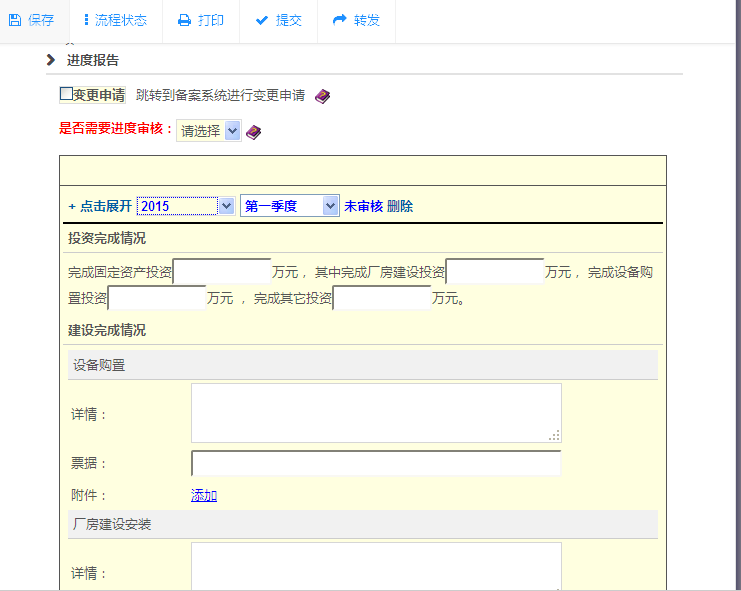 保存 流程状态 打印 提交 转发
进度报告
变更申请 跳转到备案系统进行变更申请
是否需要进度审核： 请选择
+ 点击展开 2015 第一季度 未审核 删除
投资完成情况
完成固定资产投资 万元 ，其中完成厂房建设投资 万元 ，完成设备购
置投资 万元 ，完成其它投资 万元。
建设完成情况
设备购置
详情：
票据：
附件： 添加
厂房建设安装
详情：